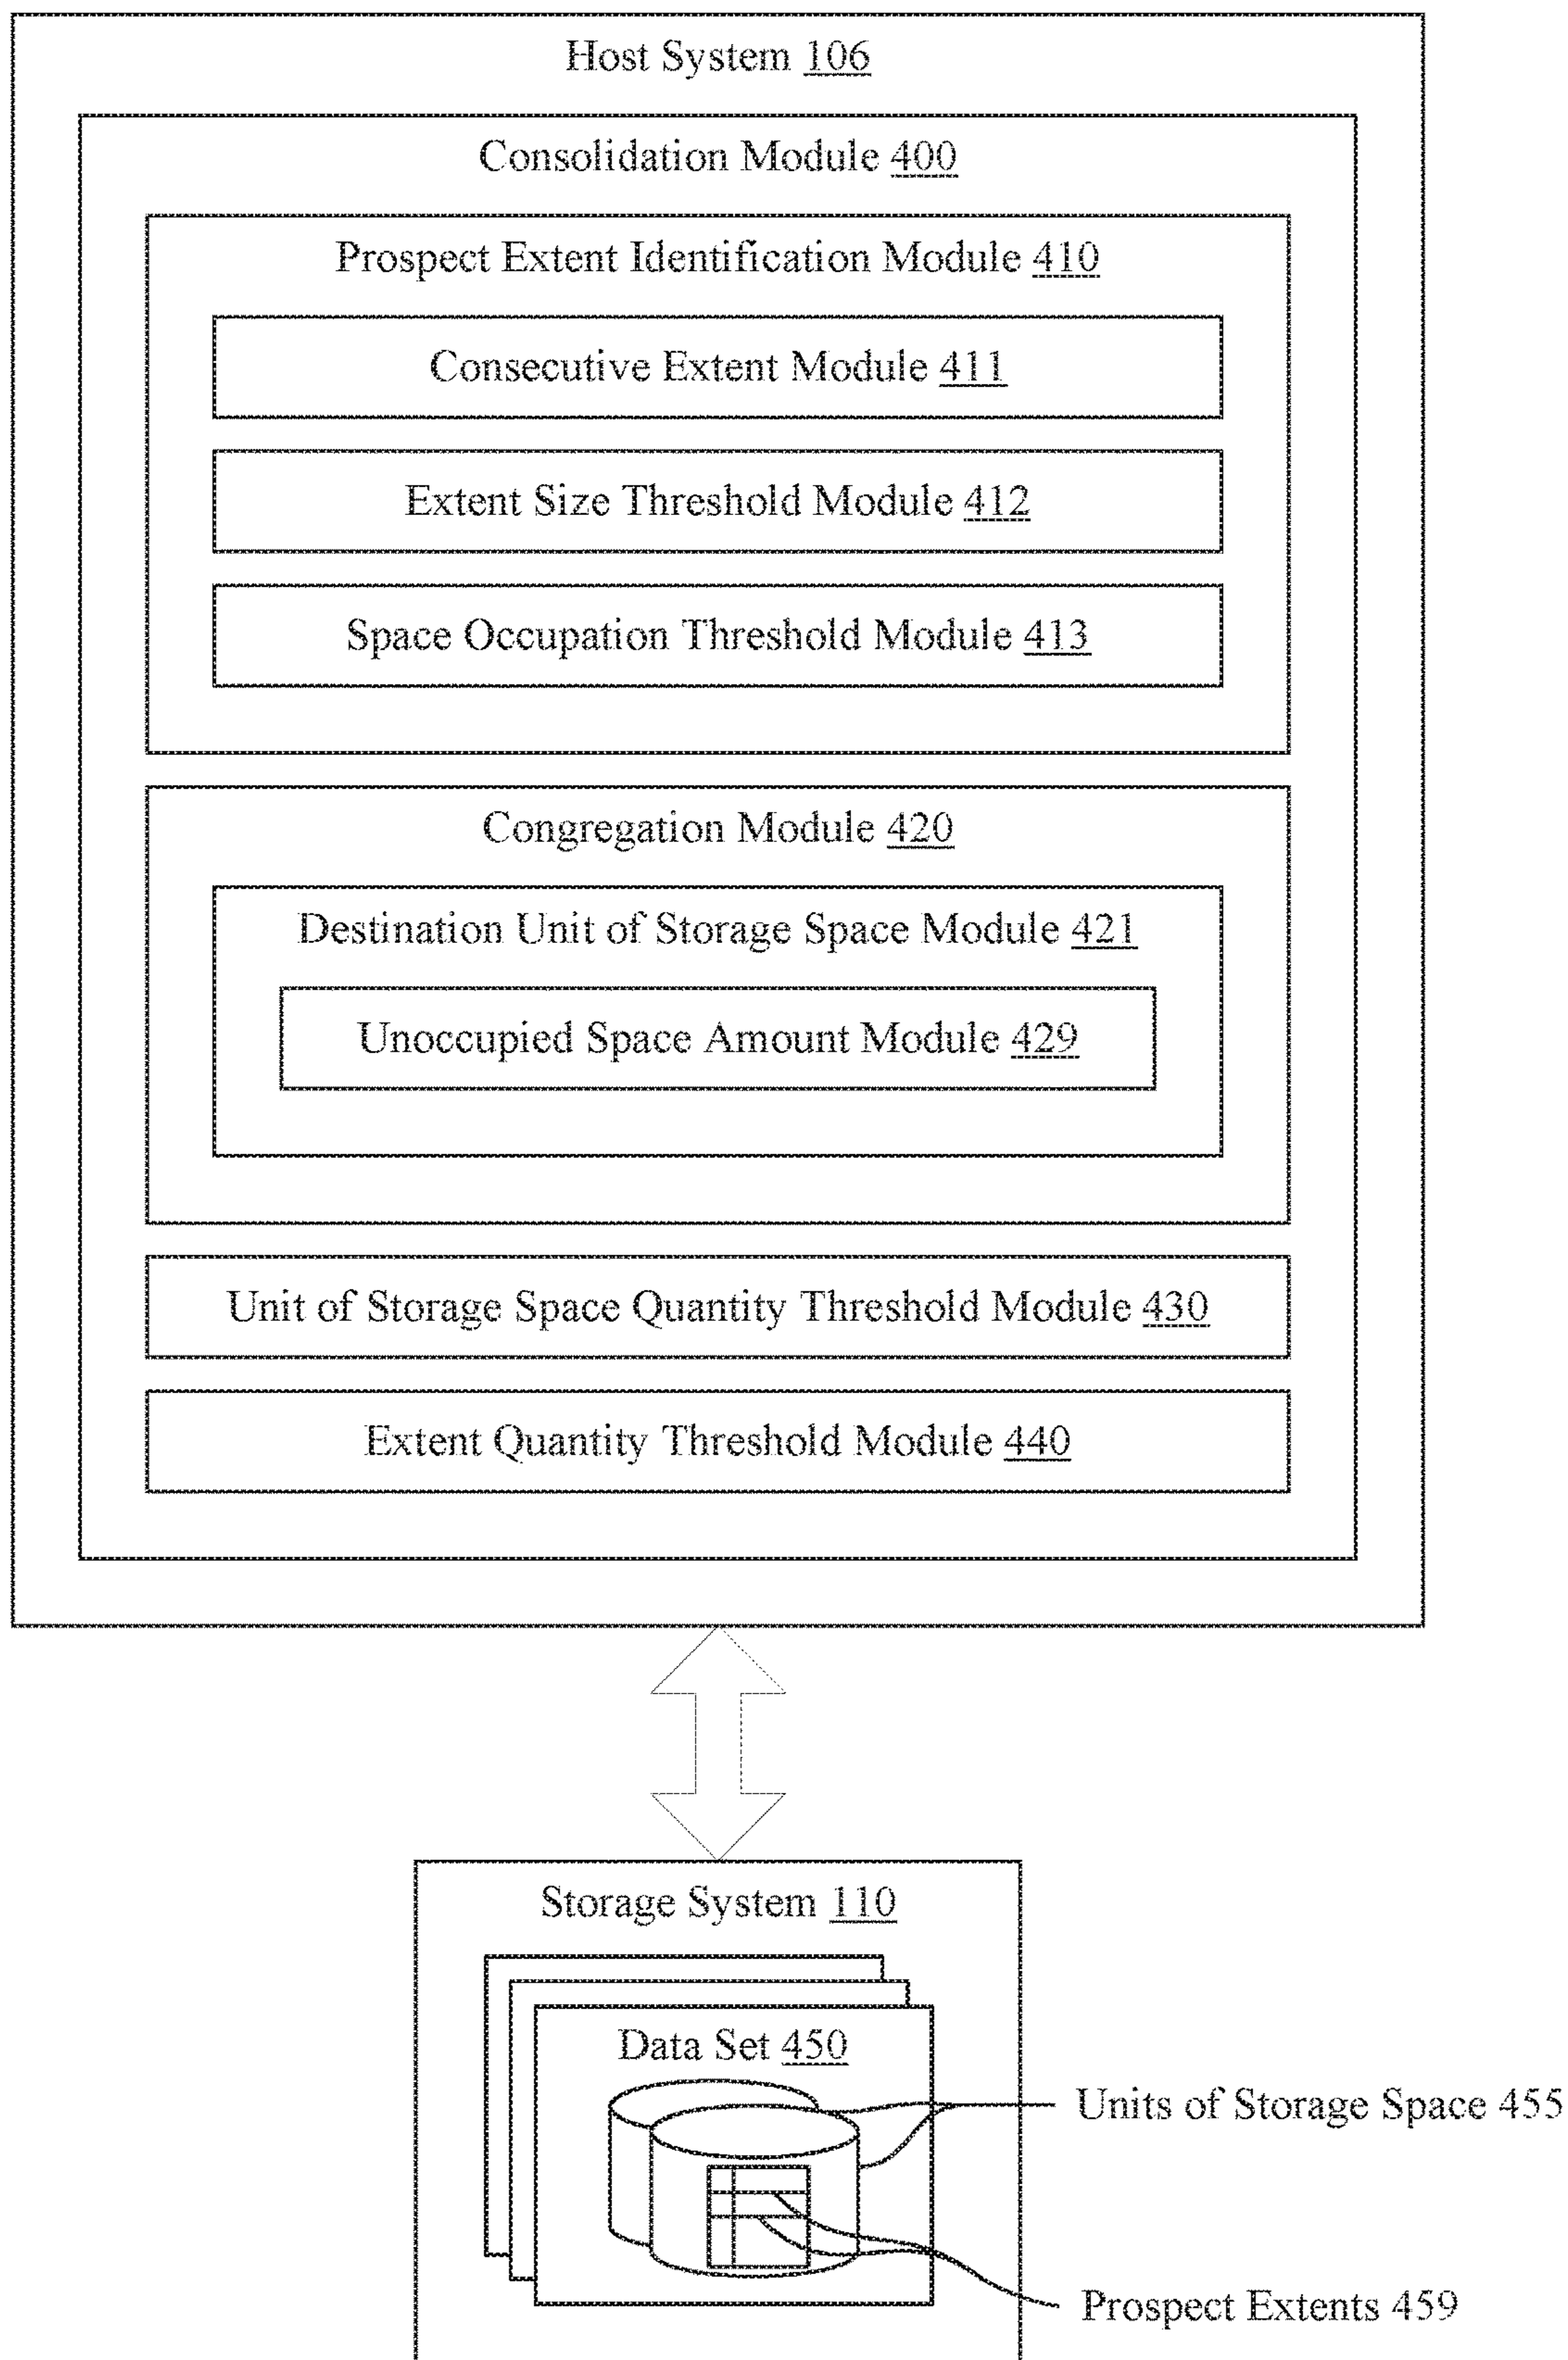 Host System 106
Consolidation Module 400
Prospect Extent Identification Module 410
Consecutive Extent Module 411
Extent Size Threshold Module 412
Space Occupation Threshold Module 413
Congregation Module 420
Destination Unit of Storage Space Module 421
Unoccupied Space Amount Module 429
Unit of Storage Space Quantity Threshold Module 430
Extent Quantity Threshold Module 440
Storage System 110
Data Set 450
Units of Storage Space 455
Prospect Extents 459